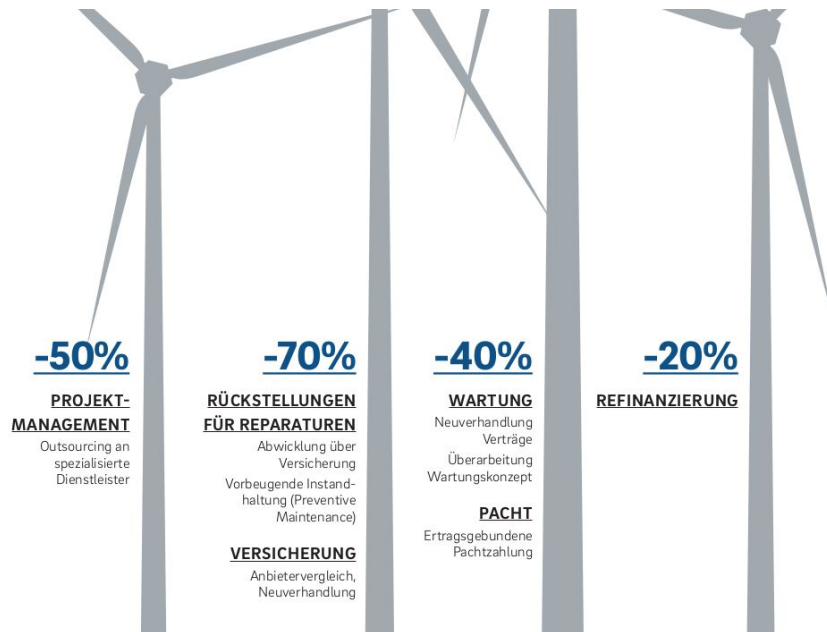 -50%
PROJEKT-
MANAGEMENT
Outsourcing an
spezialisierte
Dienstleister
-70%
RÜCKSTELLUNGEN
FÜR REPARATUREN
Abwicklung über
Versicherung
Vorbeugende Instand-
haltung (Preventive
Maintenance)
VERSICHERUNG
Anbietervergleich,
Neuverhandlung
-40%
WARTUNG
Neuverhandlung
Verträge
Überarbeitung
Wartungskonzept
PACHT
Ertragsgebundene
Pachtzahlung
-20%
REFINANZIERUNG